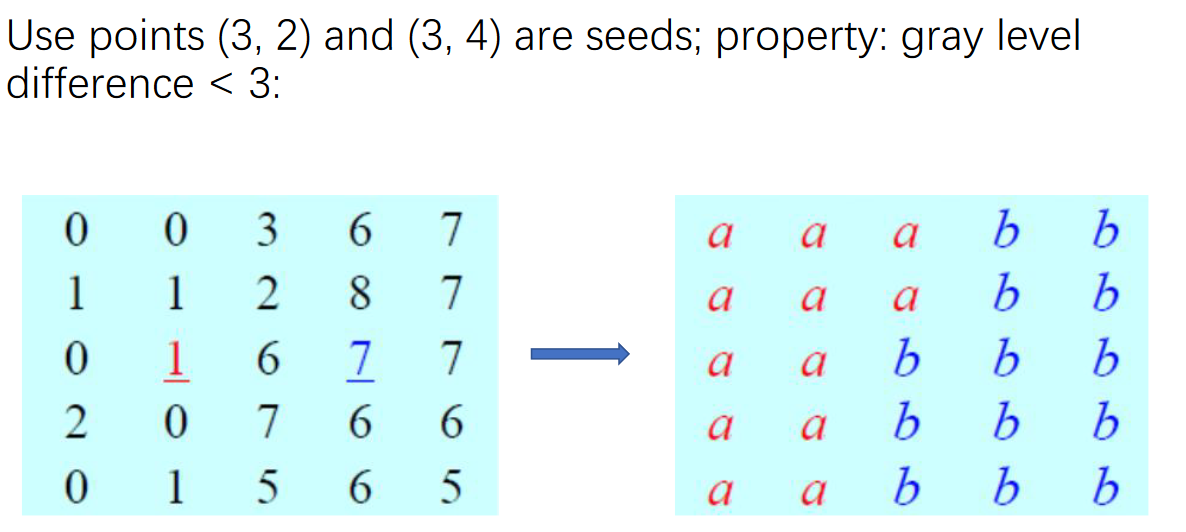 Use points (3, 2) and (3, 4) are seeds; property: gray level
difference < 3:
0 0 3 6 7 a a a b b
1 1 2 8 7 a a a b b
0 1 6 7 7 a a b b b
2 0 7 6 6 a a b b b
0 1 5 6 5 a a b b b